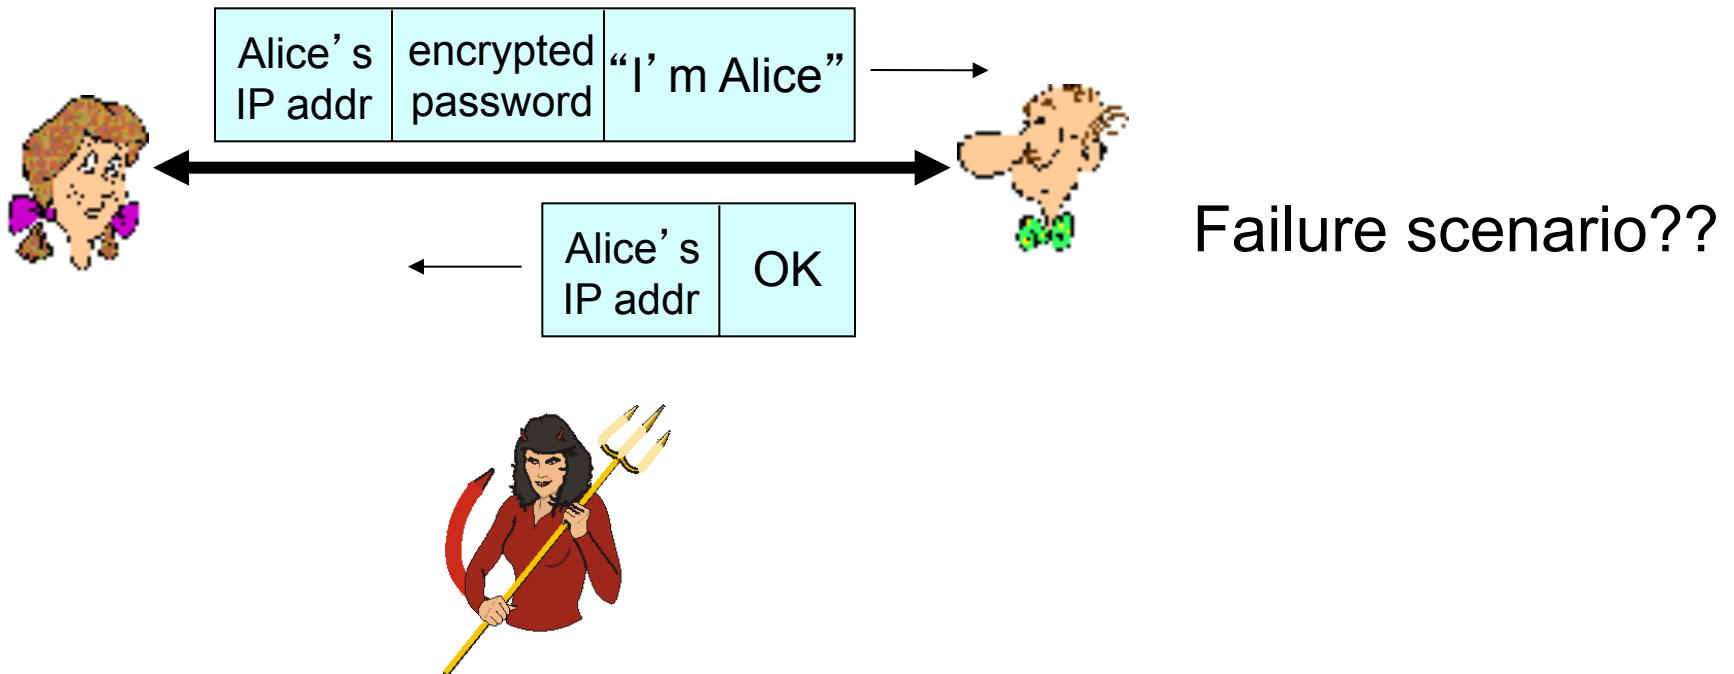 Alice’s
IP addr
encrypted
password
“I’m Alice”
Alice’s
IP addr
OK
Failure scenario??